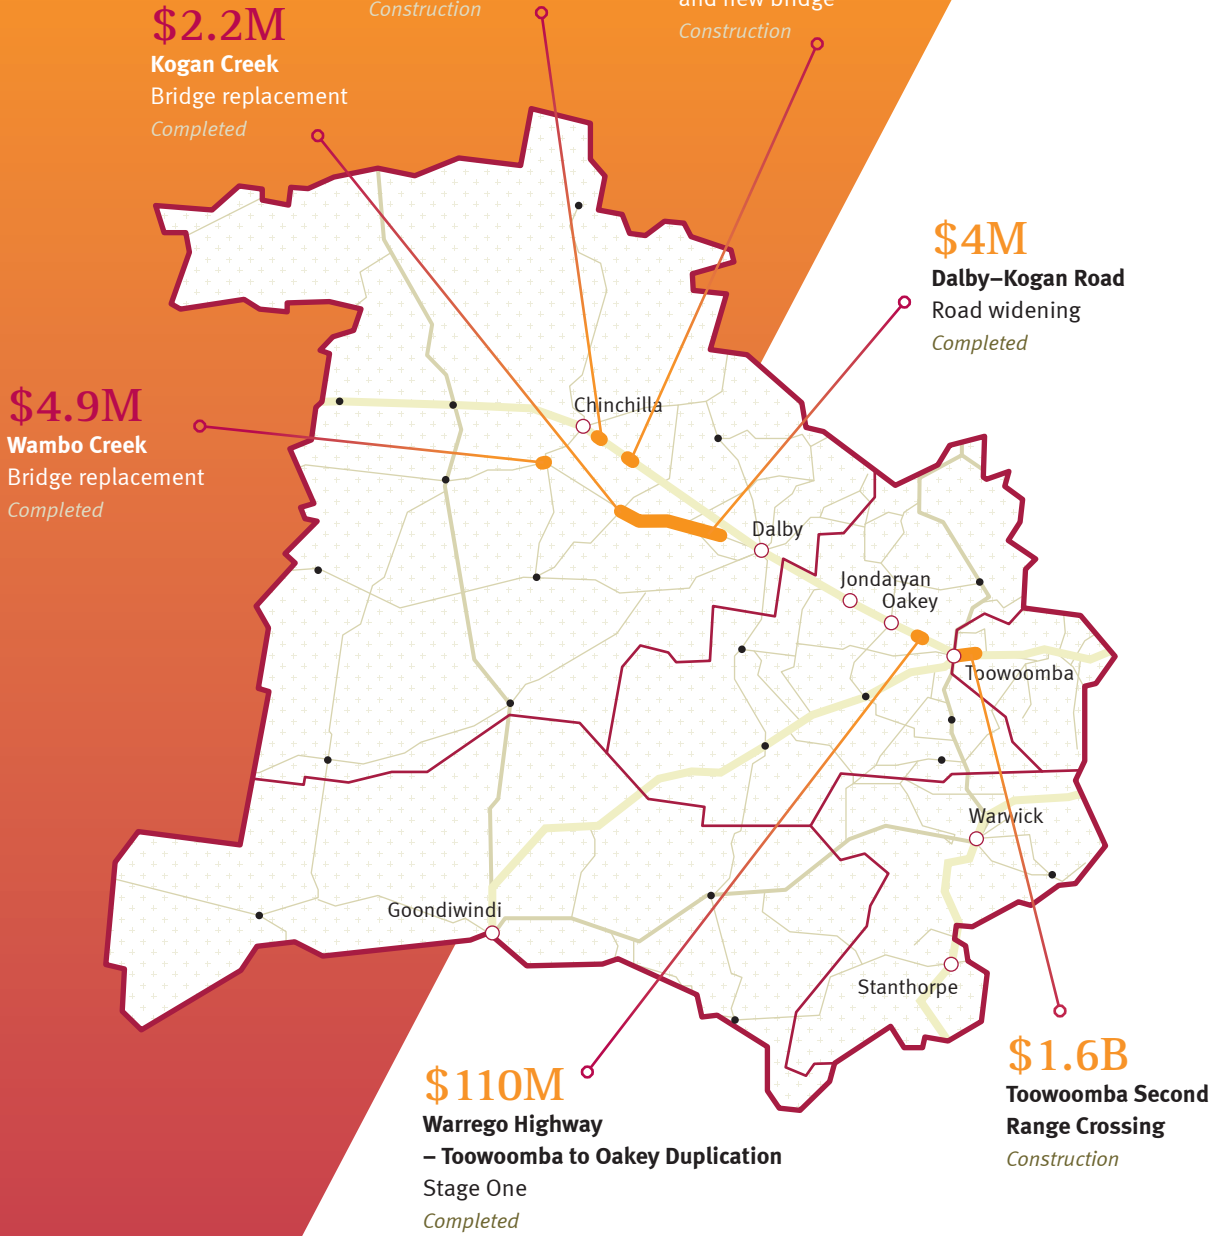 $2.2M
Kogan Creek
Bridge replacement
Completed
Construction
and new bridge
Construction
$4M
Dalby–Kogan Road
Road widening
Completed
$4.9M
Wambo Creek
Bridge replacement
Completed
Chinchilla
Dalby
Jondaryan
Oakey
Toowoomba
Warwick
Goondiwindi
Stanthorpe
$110M
Warrego Highway
– Toowoomba to Oakey Duplication
Stage One
Completed
$1.6B
Toowoomba Second
Range Crossing
Construction